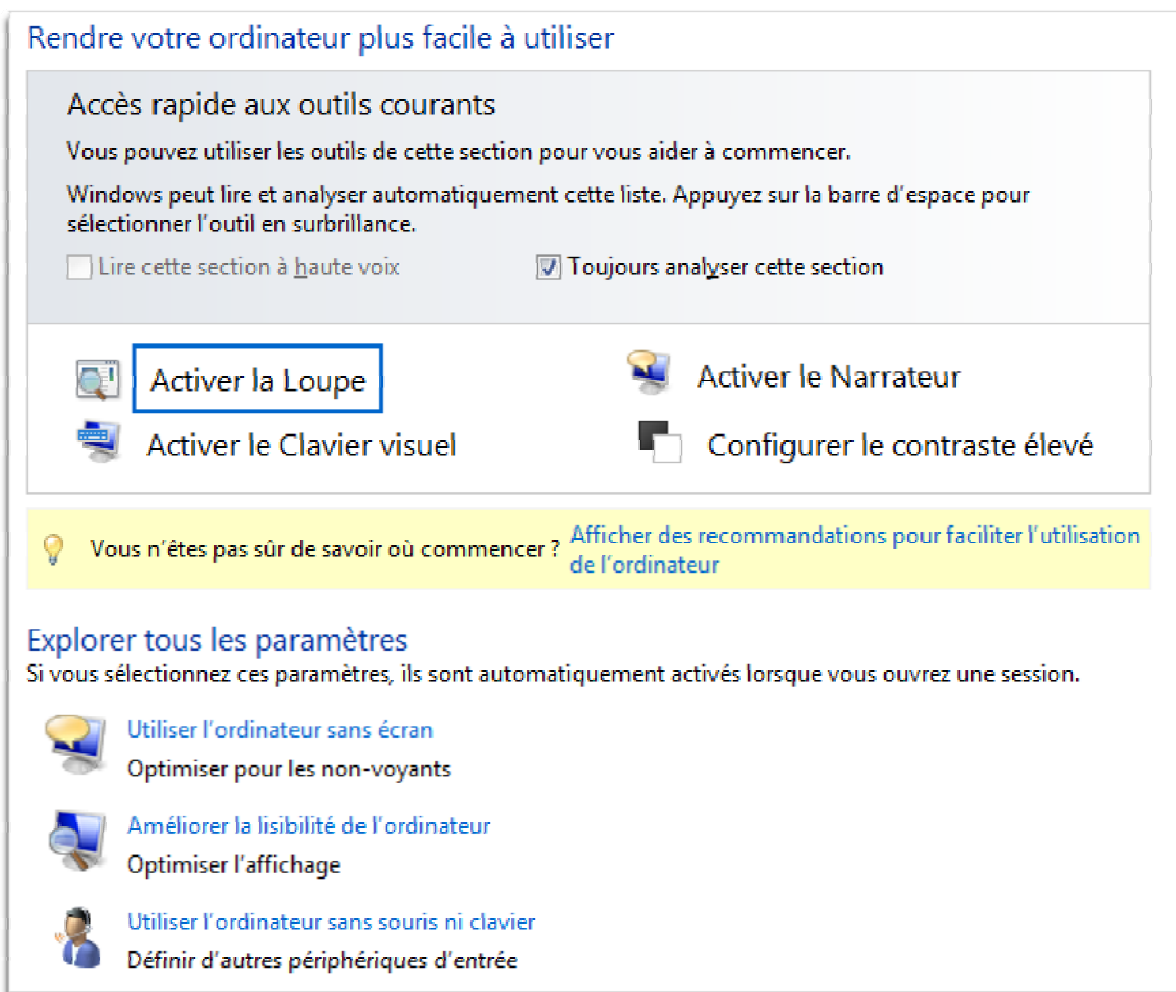 Rendre votre ordinateur plus facile à utiliser
Accès rapide aux outils courants
Vous pouvez utiliser les outils de cette section pour vous aider à commencer.
Windows peut lire et analyser automatiquement cette liste. Appuyez sur la barre d'espace pour
sélectionner l'outil en surbrillance.
Lire cette section à haute voix
Toujours analyser cette section
Activer la Loupe
Activer le Narrateur
Activer le Clavier visuel
Configurer le contraste élevé
Vous n'êtes pas sûr de savoir où commencer ?
Afficher des recommandations pour faciliter l'utilisation
de l'ordinateur
Explorer tous les paramètres
Si vous sélectionnez ces paramètres, ils sont automatiquement activés lorsque vous ouvrez une session.
Utiliser l'ordinateur sans écran
Optimiser pour les non-voyants
Améliorer la lisibilité de l'ordinateur
Optimiser l'affichage
Utiliser l'ordinateur sans souris ni clavier
Définir d'autres périphériques d'entrée